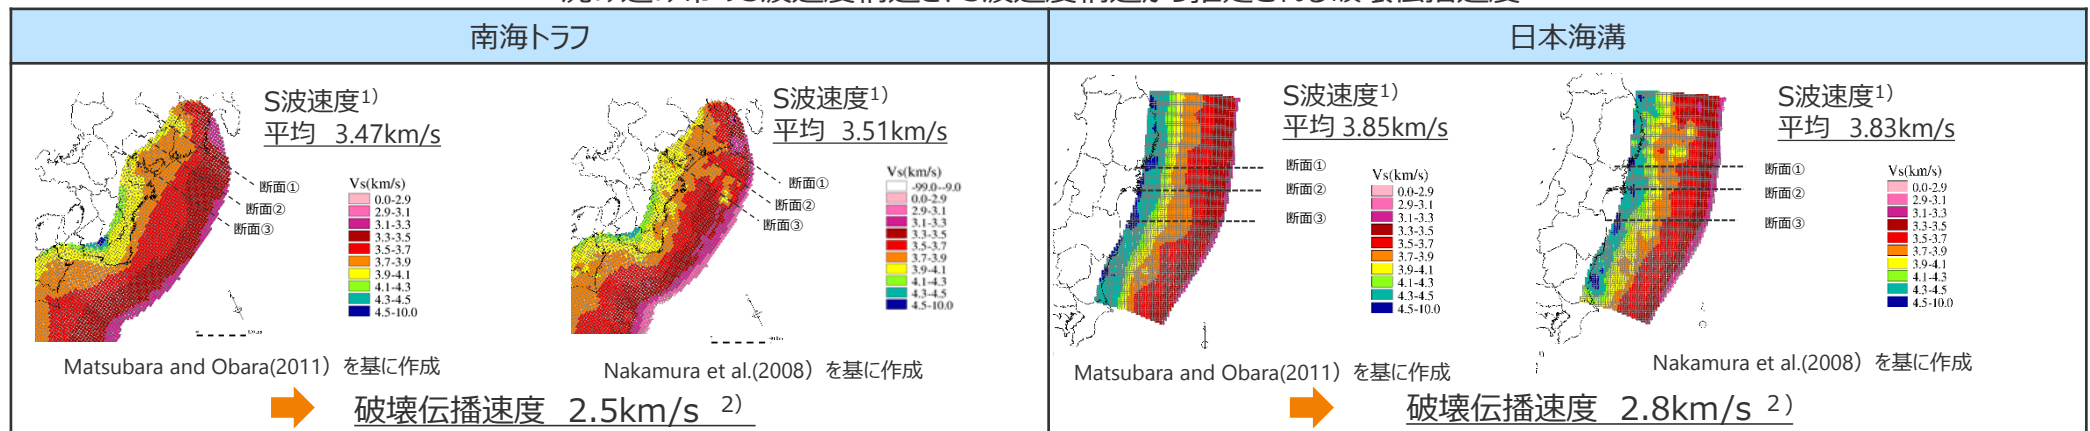 南海トラフ
日本海溝
S波速度1)
平均 3.47km/s
断面①
断面②
断面③
Vs(km/s)
0.0-2.9
2.9-3.1
3.1-3.3
3.3-3.5
3.5-3.7
3.7-3.9
3.9-4.1
4.1-4.3
4.3-4.5
4.5-10.0
Matsubara and Obara(2011）を基に作成
S波速度1)
平均 3.51km/s
断面①
断面②
断面③
Vs(km/s)
-99.0--9.0
0.0-2.9
2.9-3.1
3.1-3.3
3.3-3.5
3.5-3.7
3.7-3.9
3.9-4.1
4.1-4.3
4.3-4.5
4.5-10.0
Nakamura et al.(2008）を基に作成
破壊伝播速度 2.5km/s 2)
S波速度1)
平均 3.85km/s
断面①
断面②
断面③
Vs(km/s)
0.0-2.9
2.9-3.1
3.1-3.3
3.3-3.5
3.5-3.7
3.7-3.9
3.9-4.1
4.1-4.3
4.3-4.5
4.5-10.0
Matsubara and Obara(2011）を基に作成
S波速度1)
平均 3.83km/s
断面①
断面②
断面③
Vs(km/s)
0.0-2.9
2.9-3.1
3.1-3.3
3.3-3.5
3.5-3.7
3.7-3.9
3.9-4.1
4.1-4.3
4.3-4.5
4.5-10.0
Nakamura et al.(2008）を基に作成
破壊伝播速度 2.8km/s 2)